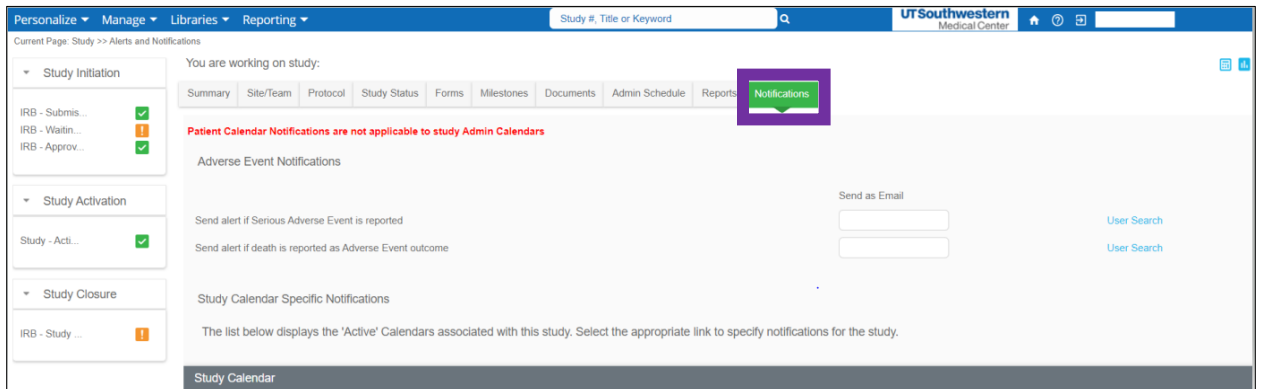 Personalize Manage Libraries Reporting Study #, Title or Keyword UTSouthwestern
Medical Center
Current Page: Study >> Alerts and Notifications
Study Initiation
IRB - Submis...
IRB - Waitin...
IRB - Approv...
Study Activation
Study - Acti...
Study Closure
IRB - Study ...
You are working on study:
Summary Site/Team Protocol Study Status Forms Milestones Documents Admin Schedule Reports Notifications
Patient Calendar Notifications are not applicable to study Admin Calendars
Adverse Event Notifications
Send as Email
Send alert if Serious Adverse Event is reported User Search
Send alert if death is reported as Adverse Event outcome User Search
Study Calendar Specific Notifications
The list below displays the 'Active' Calendars associated with this study. Select the appropriate link to specify notifications for the study.
Study Calendar